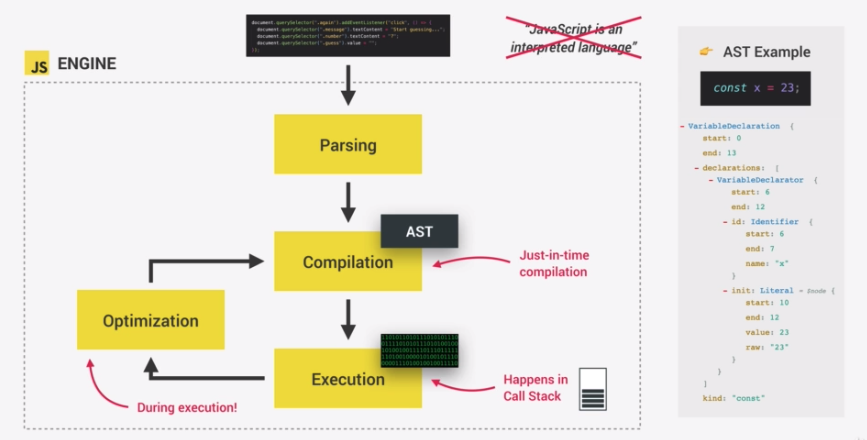 document.querySelector(".again").addEventListener("click", () => {
document.querySelector(".message").textContent = "Start guessing...";
document.querySelector(".number").textContent = "?";
document.querySelector(".guess").value = "";
});
"JavaScript is an
interpreted language"
JS ENGINE
Parsing
AST
Compilation
Just-in-time
compilation
Optimization
Execution
Happens in
Call Stack
During execution!
👉 AST Example
const x = 23;
- VariableDeclaration {
start: 0
end: 13
- declarations: [
- VariableDeclarator {
start: 6
end: 12
- id: Identifier {
start: 6
end: 7
name: "x"
}
- init: Literal = $node {
start: 10
end: 12
value: 23
raw: "23"
}
}
]
kind: "const"